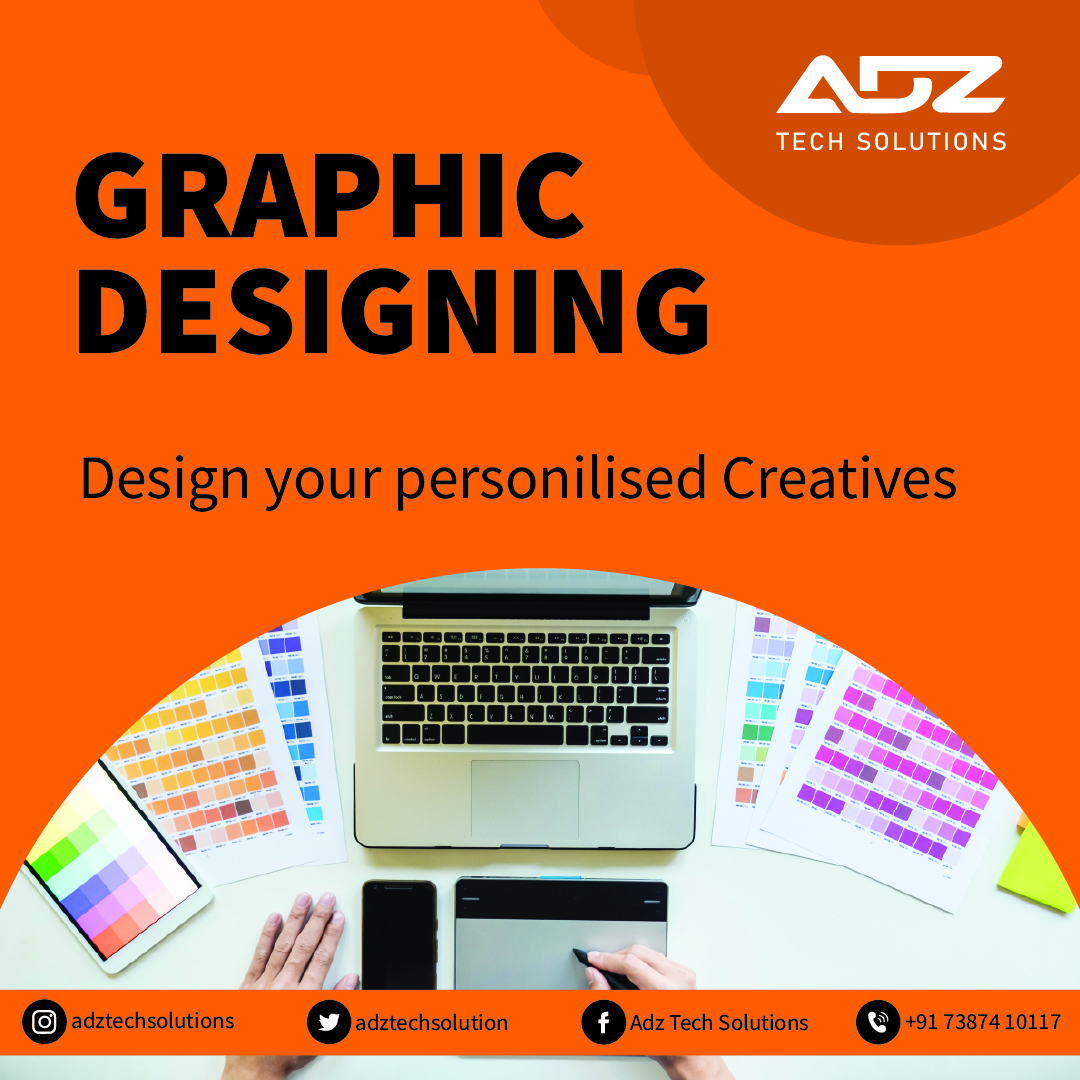 ADZ
TECH SOLUTIONS
GRAPHIC
DESIGNING
Design your personilised Creatives
adztechsolutions
adztechsolution
Adz Tech Solutions
+91 73874 10117